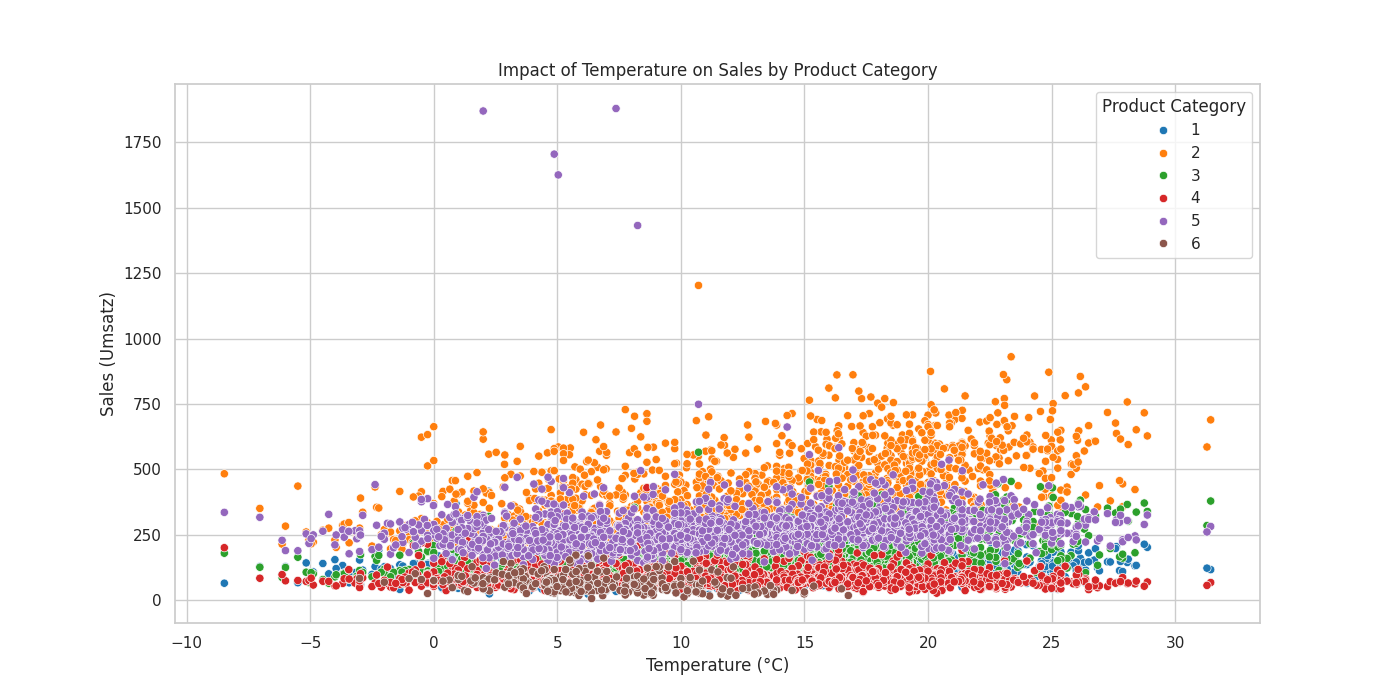 Impact of Temperature on Sales by Product Category
Product Category
1
2
3
4
5
6
1750
1500
1250
1000
750
500
250
0
Sales (Umsatz)
−10 −5 0 5 10 15 20 25 30
Temperature (°C)